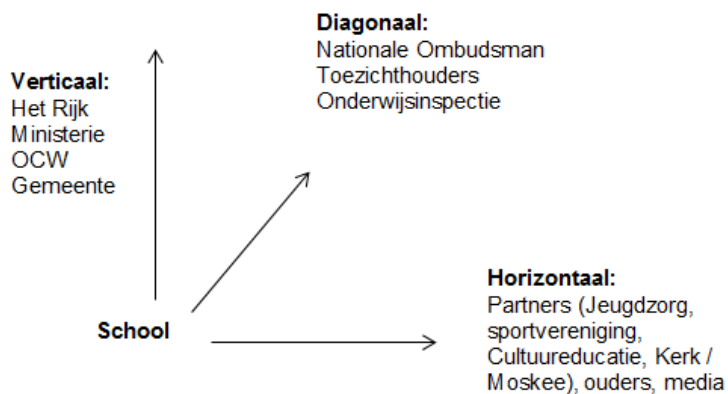 Diagonaal:
Nationale Ombudsman
Toezichthouders
Onderwijsinspectie
Verticaal:
Het Rijk
Ministerie
OCW
Gemeente
School
Horizontaal:
Partners (Jeugdzorg,
sportvereniging,
Cultuureducatie, Kerk /
Moskee), ouders, media